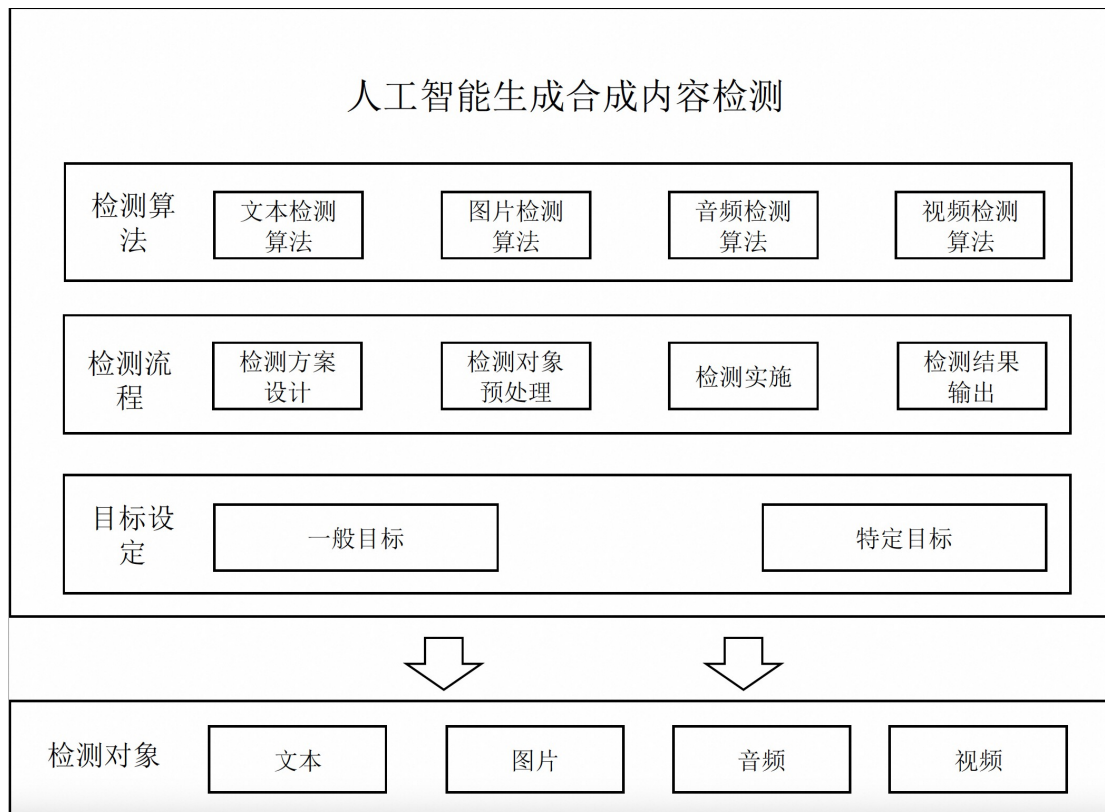 人工智能生成合成内容检测
检测算
法
文本检测
算法
图片检测
算法
音频检测
算法
视频检测
算法
检测流
程
检测方案
设计
检测对象
预处理
检测实施
检测结果
输出
目标设
定
一般目标
特定目标
检测对象
文本
图片
音频
视频